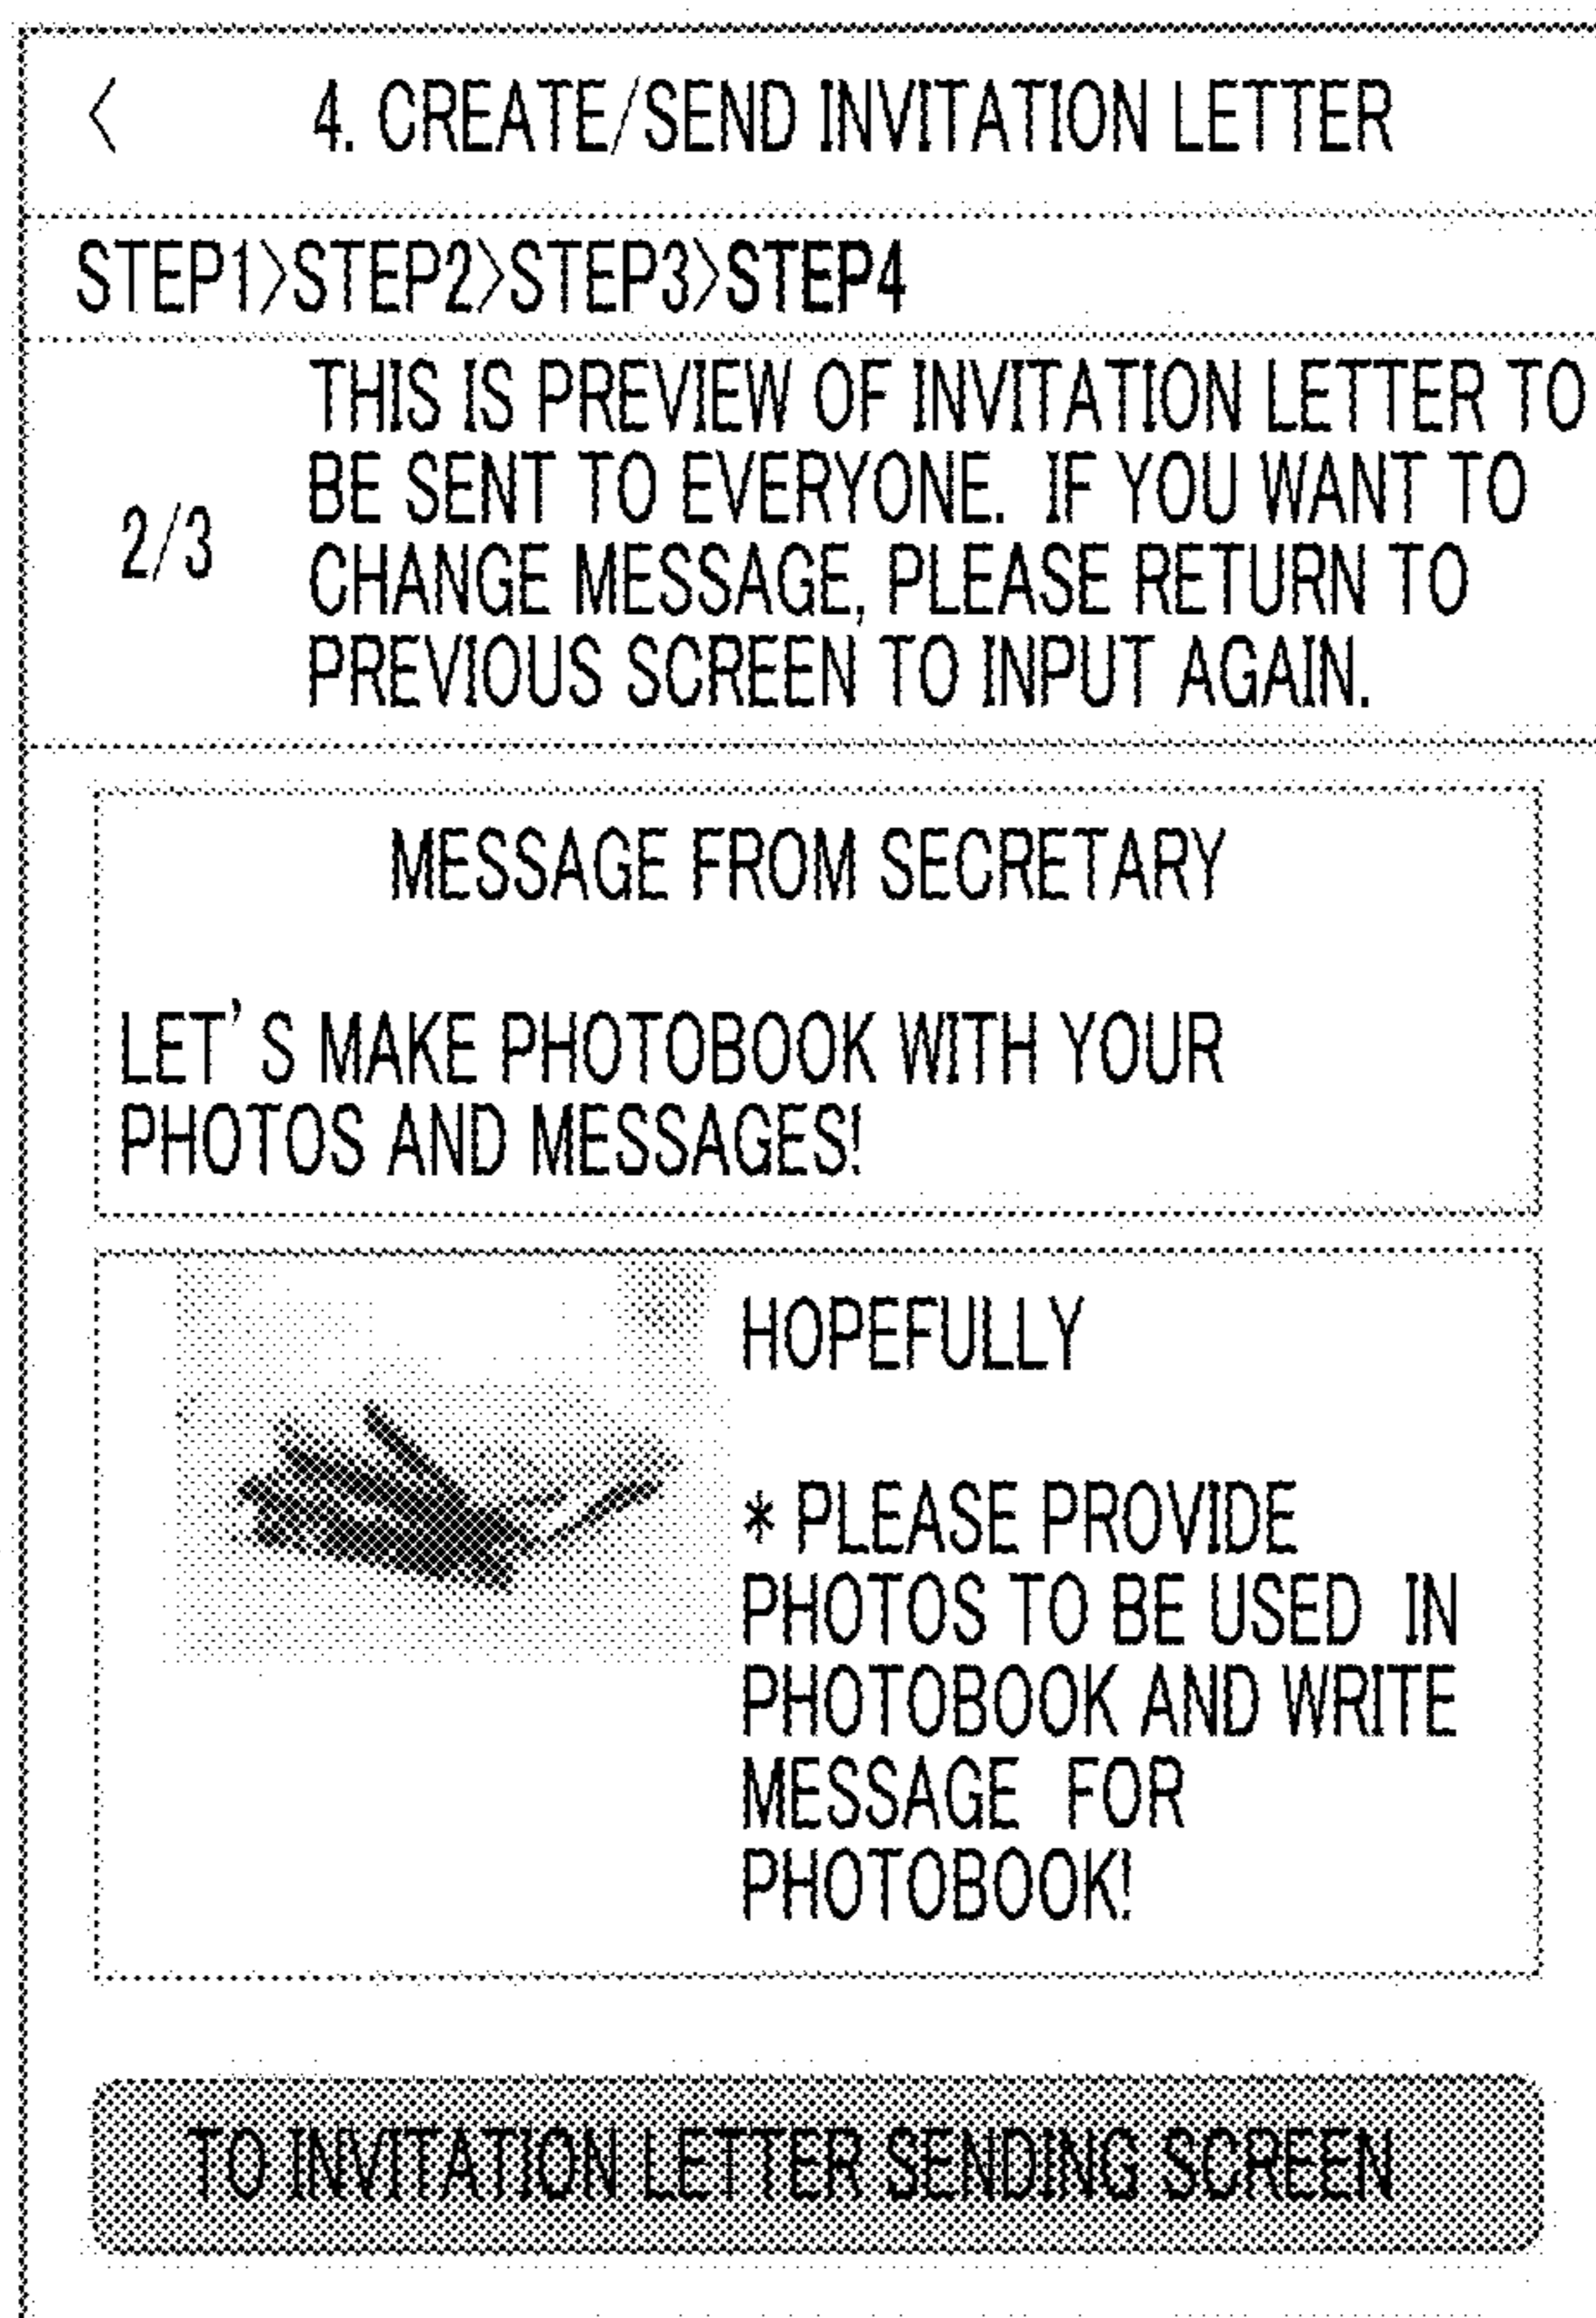 < 4. CREATE/SEND INVITATION LETTER
STEP1>STEP2>STEP3>STEP4
2/3
THIS IS PREVIEW OF INVITATION LETTER TO
BE SENT TO EVERYONE. IF YOU WANT TO
CHANGE MESSAGE, PLEASE RETURN TO
PREVIOUS SCREEN TO INPUT AGAIN.
MESSAGE FROM SECRETARY
LET'S MAKE PHOTOBOOK WITH YOUR
PHOTOS AND MESSAGES!
HOPEFULLY
* PLEASE PROVIDE
PHOTOS TO BE USED IN
PHOTOBOOK AND WRITE
MESSAGE FOR
PHOTOBOOK!
TO INVITATION LETTER SENDING SCREEN